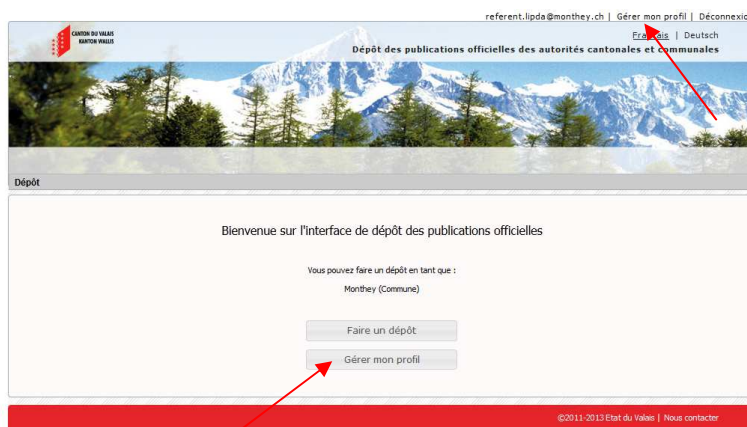 referent.lipda@monthey.ch | Gérer mon profil | Déconnexio
CANTON DU VALAIS
KANTON WALLIS
Français | Deutsch
Dépôt des publications officielles des autorités cantonales et communales
Dépôt
Bienvenue sur l'interface de dépôt des publications officielles
Vous pouvez faire un dépôt en tant que :
Monthey (Commune)
Faire un dépôt
Gérer mon profil
©2011-2013 Etat du Valais | Nous contacter